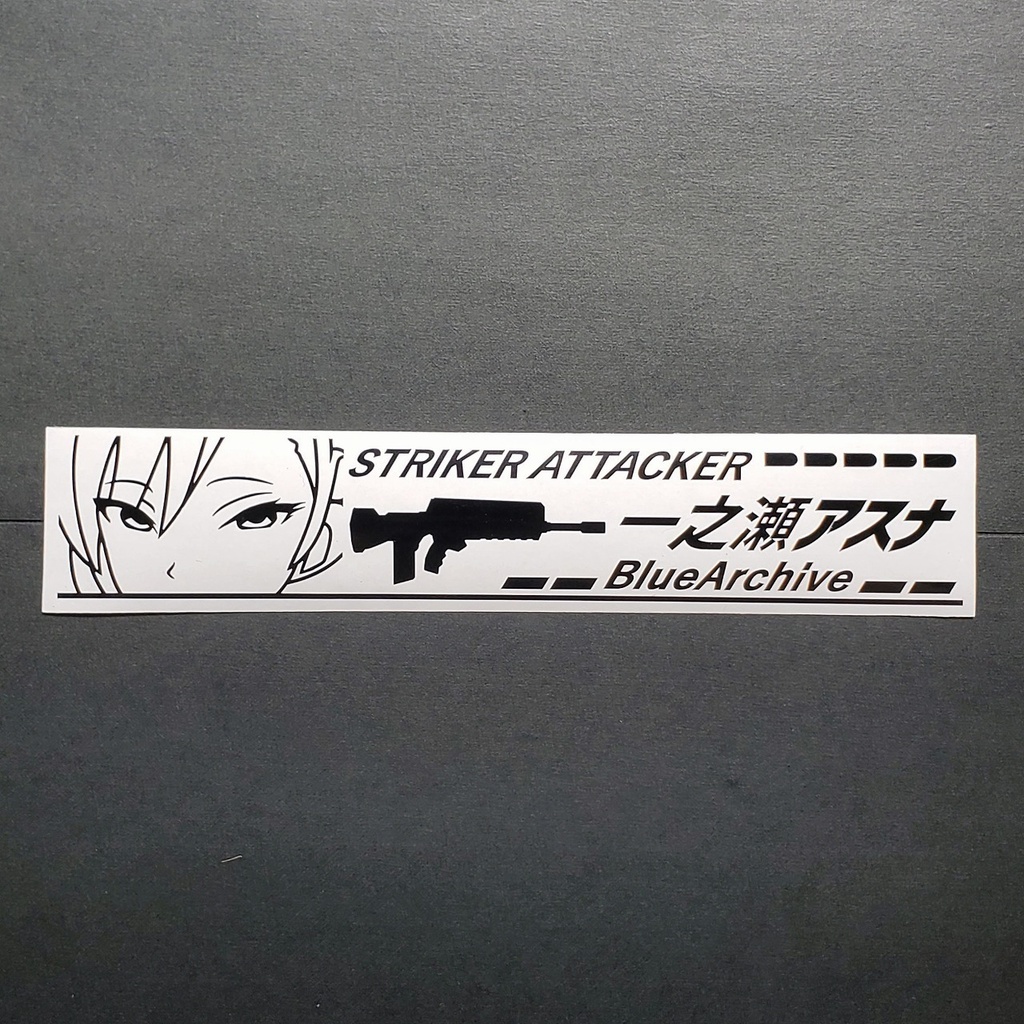 STRIKER ATTACKER
一之瀬アスナ
BlueArchive